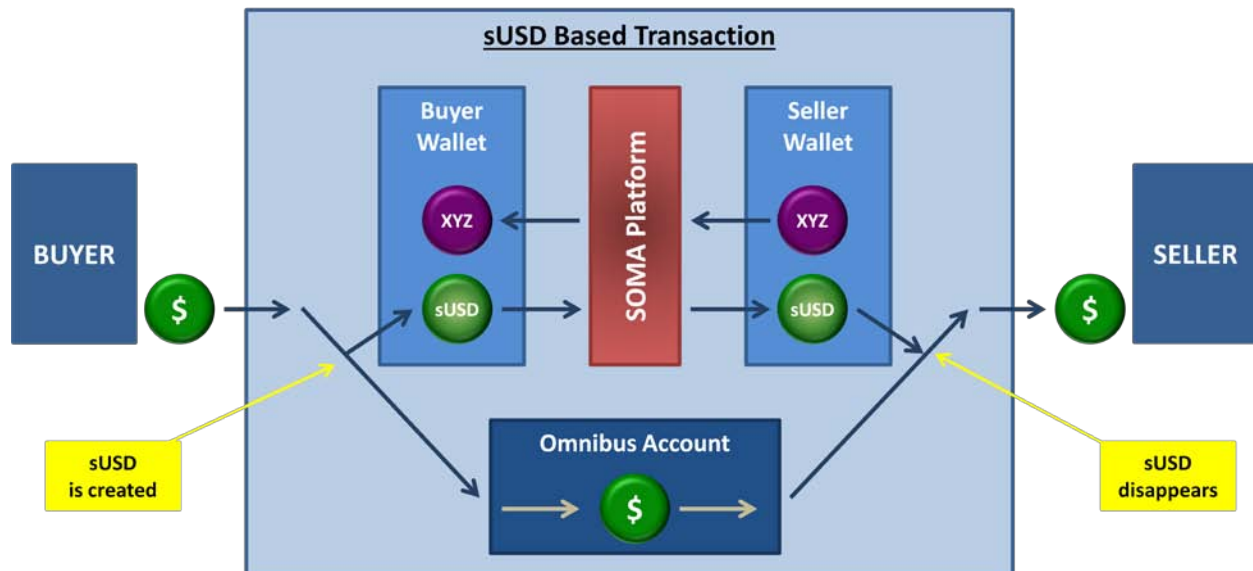 sUSD Based Transaction
Buyer
Wallet
SOMA Platform
Seller
Wallet
XYZ
XYZ
BUYER
$
sUSD
sUSD
$
SELLER
sUSD
is created
Omnibus Account
$
sUSD
disappears